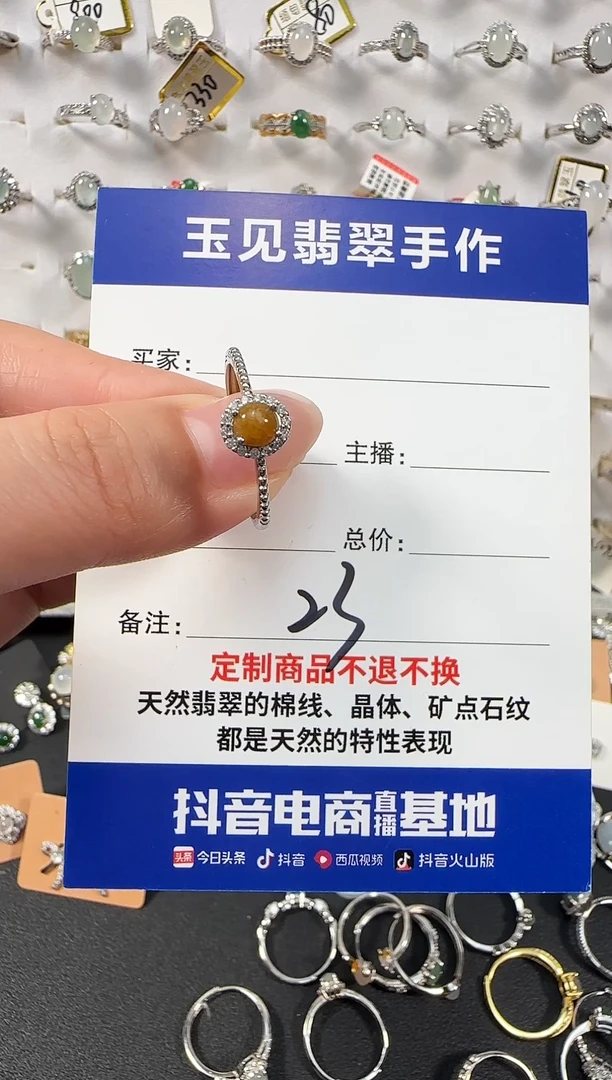 330
玉见翡翠手作
买家:
主播:
总价:
备注: 23
定制商品不退不换
天然翡翠的棉线、晶体、矿点石纹
都是天然的特性表现
抖音电商直播基地
头条 今日头条 抖音 西瓜视频 抖音火山版